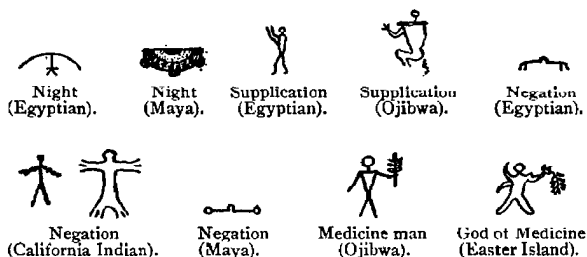 Night Night Supplication Supplication Negation
(Egyptian). (Maya). (Egyptian). (Ojibwa). (Egyptian).
Negation Negation Medicine man God of Medicine
(California Indian). (Maya). (Ojibwa). (Easter Island).